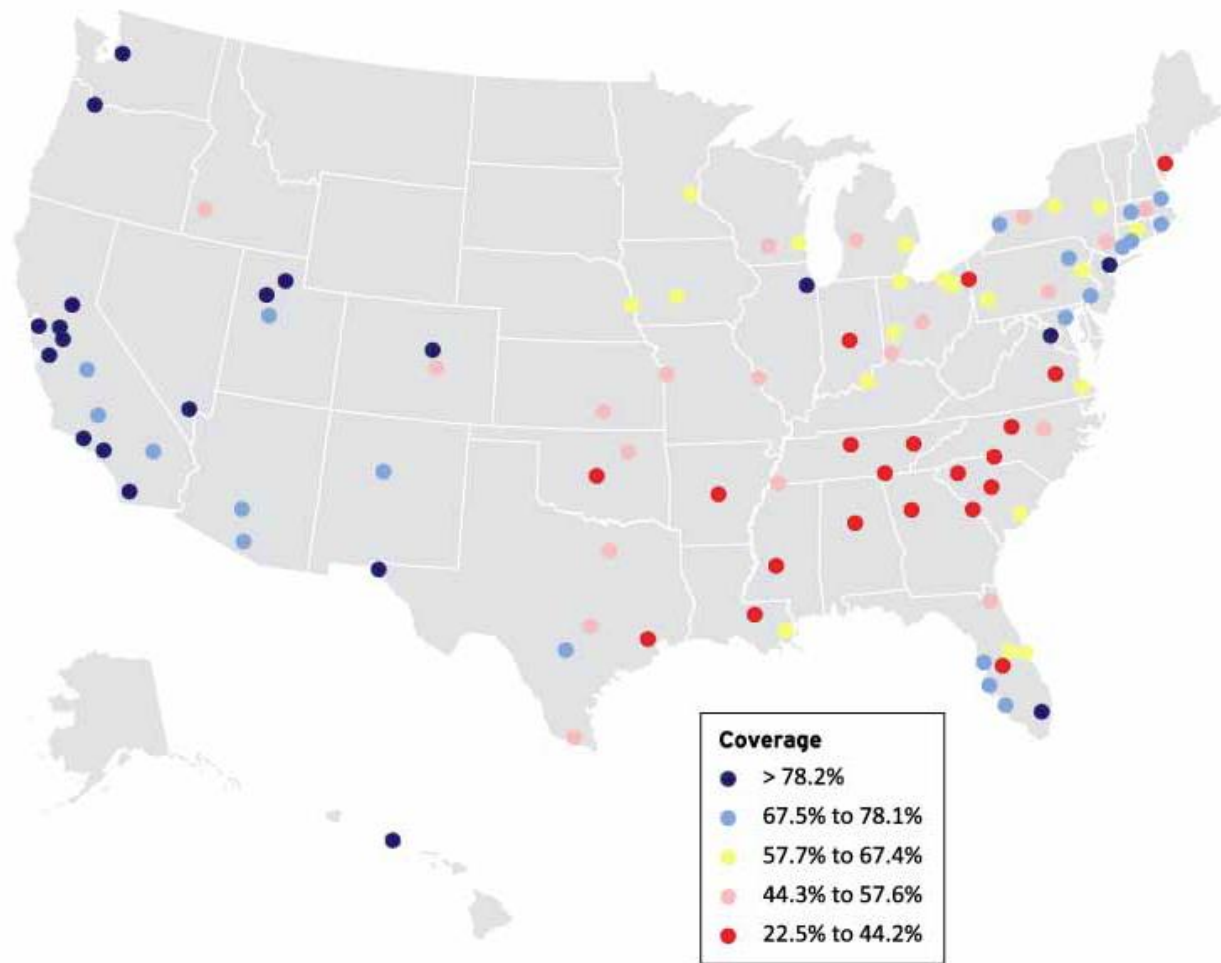 Coverage
> 78.2%
67.5% to 78.1%
57.7% to 67.4%
44.3% to 57.6%
22.5% to 44.2%